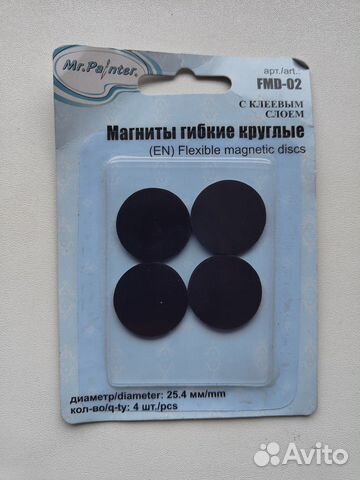 Mr.Painter.
арт./art.:
FMD-02
С КЛЕЕВЫМ
СЛОЕМ
Магниты гибкие круглые
(EN) Flexible magnetic discs
диаметр/diameter: 25.4 мм/mm
кол-во/q-ty: 4 шт./pcs
Avito